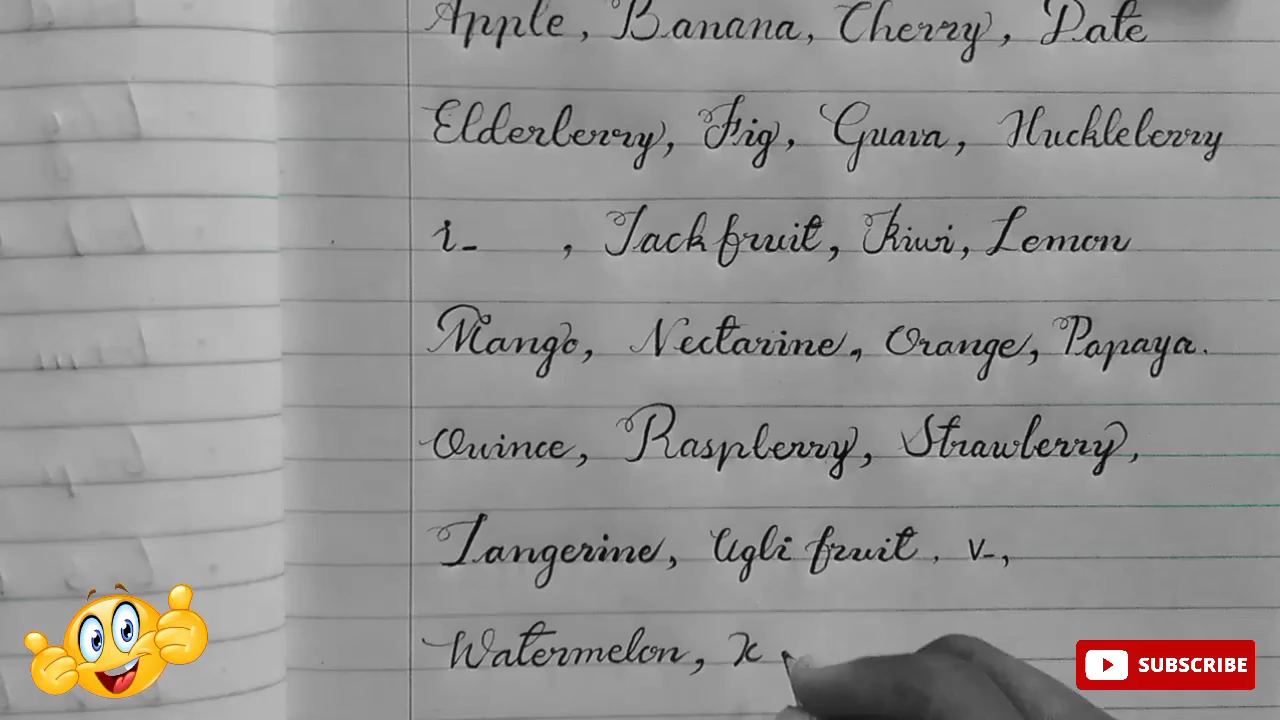 Apple, Banana, Cherry, Date
Elderberry, Fig, Guava, Huckleberry
i- , Jackfruit, Kiwi, Lemon
Mango, Nectarine, Orange, Papaya.
Quince, Raspberry, Strawberry,
Tangerine, Ugli fruit. V-,
Watermelon, X
SUBSCRIBE